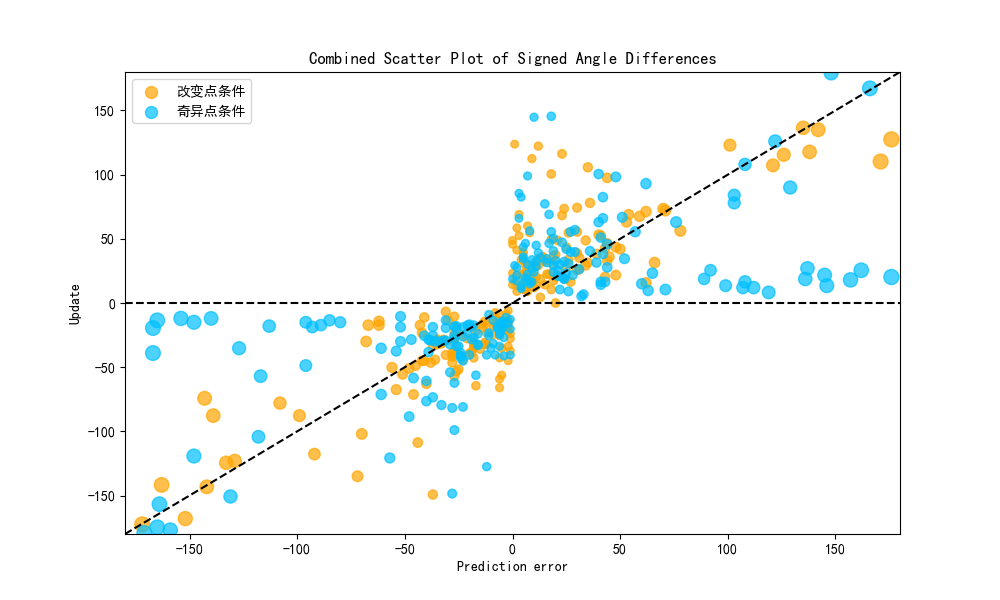 Combined Scatter Plot of Signed Angle Differences
改变点条件
奇异点条件
150
100
50
0
−50
−100
−150
Update
−150
−100
−50
0
50
100
150
Prediction error